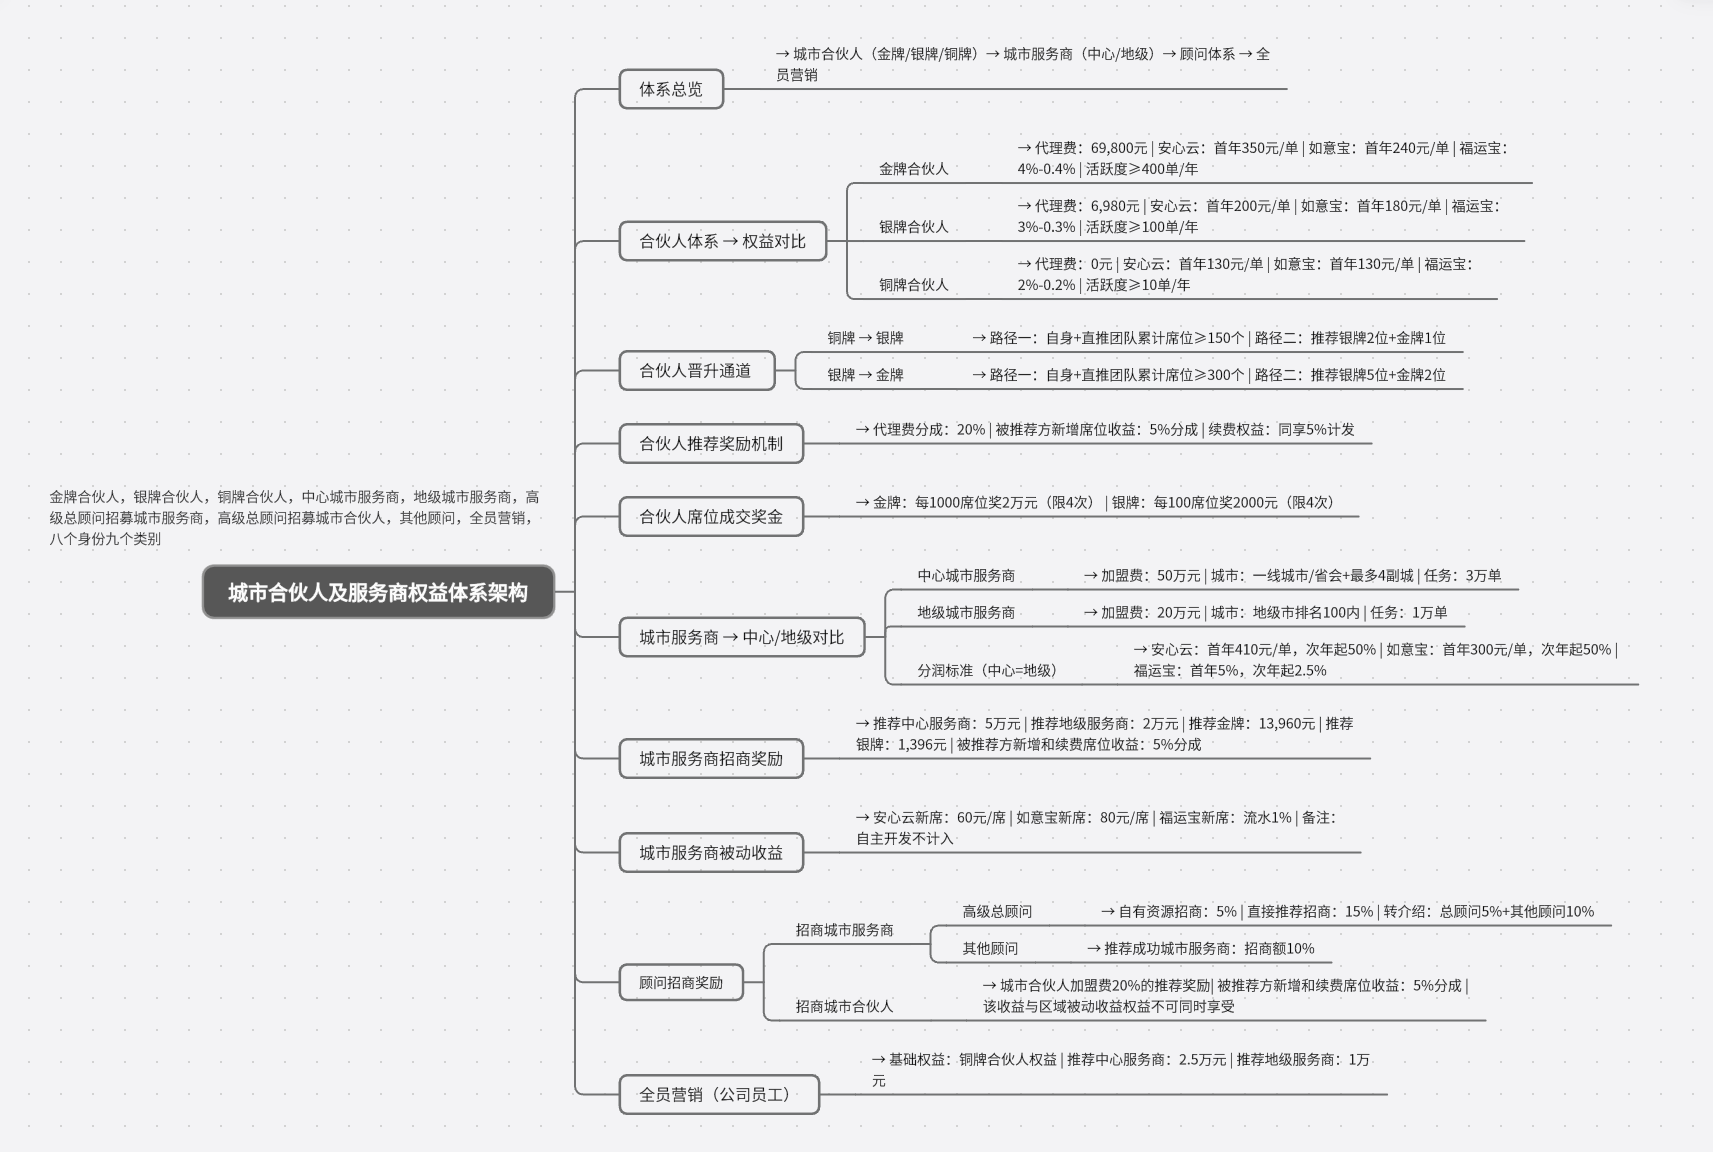 金牌合伙人，银牌合伙人，铜牌合伙人，中心城市服务商，地级城市服务商，高
级总顾问招募城市服务商，高级总顾问招募城市合伙人，其他顾问，全员营销，
八个身份九个类别
城市合伙人及服务商权益体系架构
体系总览
→ 城市合伙人（金牌/银牌/铜牌）→ 城市服务商（中心/地级）→ 顾问体系 → 全
员营销
合伙人体系 → 权益对比
金牌合伙人
→ 代理费：69,800元 | 安心云：首年350元/单 | 如意宝：首年240元/单 | 福运宝：
4%-0.4% | 活跃度≥400单/年
银牌合伙人
→ 代理费：6,980元 | 安心云：首年200元/单 | 如意宝：首年180元/单 | 福运宝：
3%-0.3% | 活跃度≥100单/年
铜牌合伙人
→ 代理费：0元 | 安心云：首年130元/单 | 如意宝：首年130元/单 | 福运宝：
2%-0.2% | 活跃度≥10单/年
合伙人晋升通道
铜牌 → 银牌
→ 路径一：自身+直推团队累计席位≥150个 | 路径二：推荐银牌2位+金牌1位
银牌 → 金牌
→ 路径一：自身+直推团队累计席位≥300个 | 路径二：推荐银牌5位+金牌2位
合伙人推荐奖励机制
→ 代理费分成：20% | 被推荐方新增席位收益：5%分成 | 续费权益：同享5%计发
合伙人席位成交奖金
→ 金牌：每1000席位奖2万元（限4次） | 银牌：每100席位奖2000元（限4次）
城市服务商 → 中心/地级对比
中心城市服务商
→ 加盟费：50万元 | 城市：一线城市/省会+最多4副城 | 任务：3万单
地级城市服务商
→ 加盟费：20万元 | 城市：地级市排名100内 | 任务：1万单
分润标准（中心=地级）
→ 安心云：首年410元/单，次年起50% | 如意宝：首年300元/单，次年起50% |
福运宝：首年5%，次年起2.5%
城市服务商招商奖励
→ 推荐中心服务商：5万元 | 推荐地级服务商：2万元 | 推荐金牌：13,960元 | 推荐
银牌：1,396元 | 被推荐方新增和续费席位收益：5%分成
城市服务商被动收益
→ 安心云新席：60元/席 | 如意宝新席：80元/席 | 福运宝新席：流水1% | 备注：
自主开发不计入
顾问招商奖励
招商城市服务商
高级总顾问
→ 自有资源招商：5% | 直接推荐招商：15% | 转介绍：总顾问5%+其他顾问10%
其他顾问
→ 推荐成功城市服务商：招商额10%
招商城市合伙人
→ 城市合伙人加盟费20%的推荐奖励| 被推荐方新增和续费席位收益：5%分成 |
该收益与区域被动收益权益不可同时享受
全员营销（公司员工）
→ 基础权益：铜牌合伙人权益 | 推荐中心服务商：2.5万元 | 推荐地级服务商：1万
元